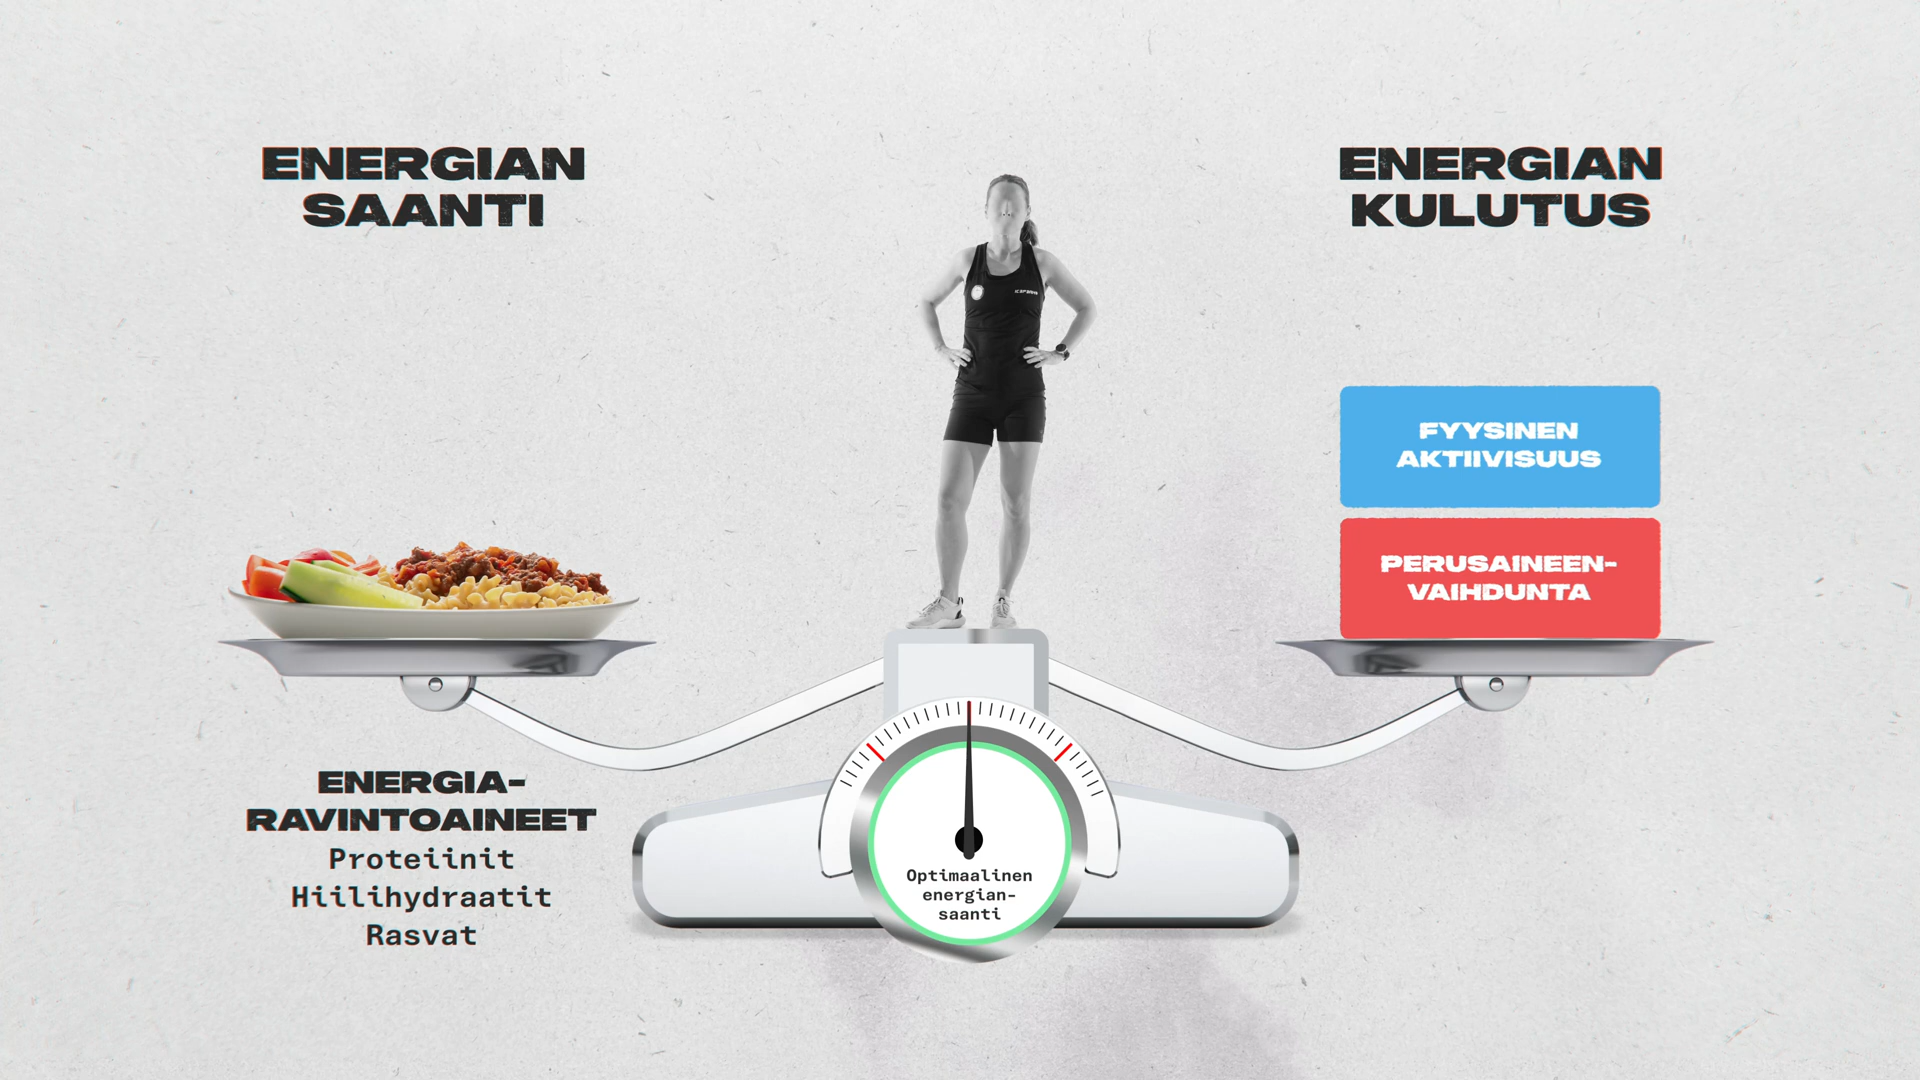 ENERGIAN
SAANTI
ENERGIAN
KULUTUS
FYYSINEN
AKTIIVISUUS
PERUSAINEEN-
VAIHDUNTA
ENERGIA-
RAVINTOAINEET
Proteiinit
Hiilihydraatit
Rasvat
Optimaalinen
energian-
saanti